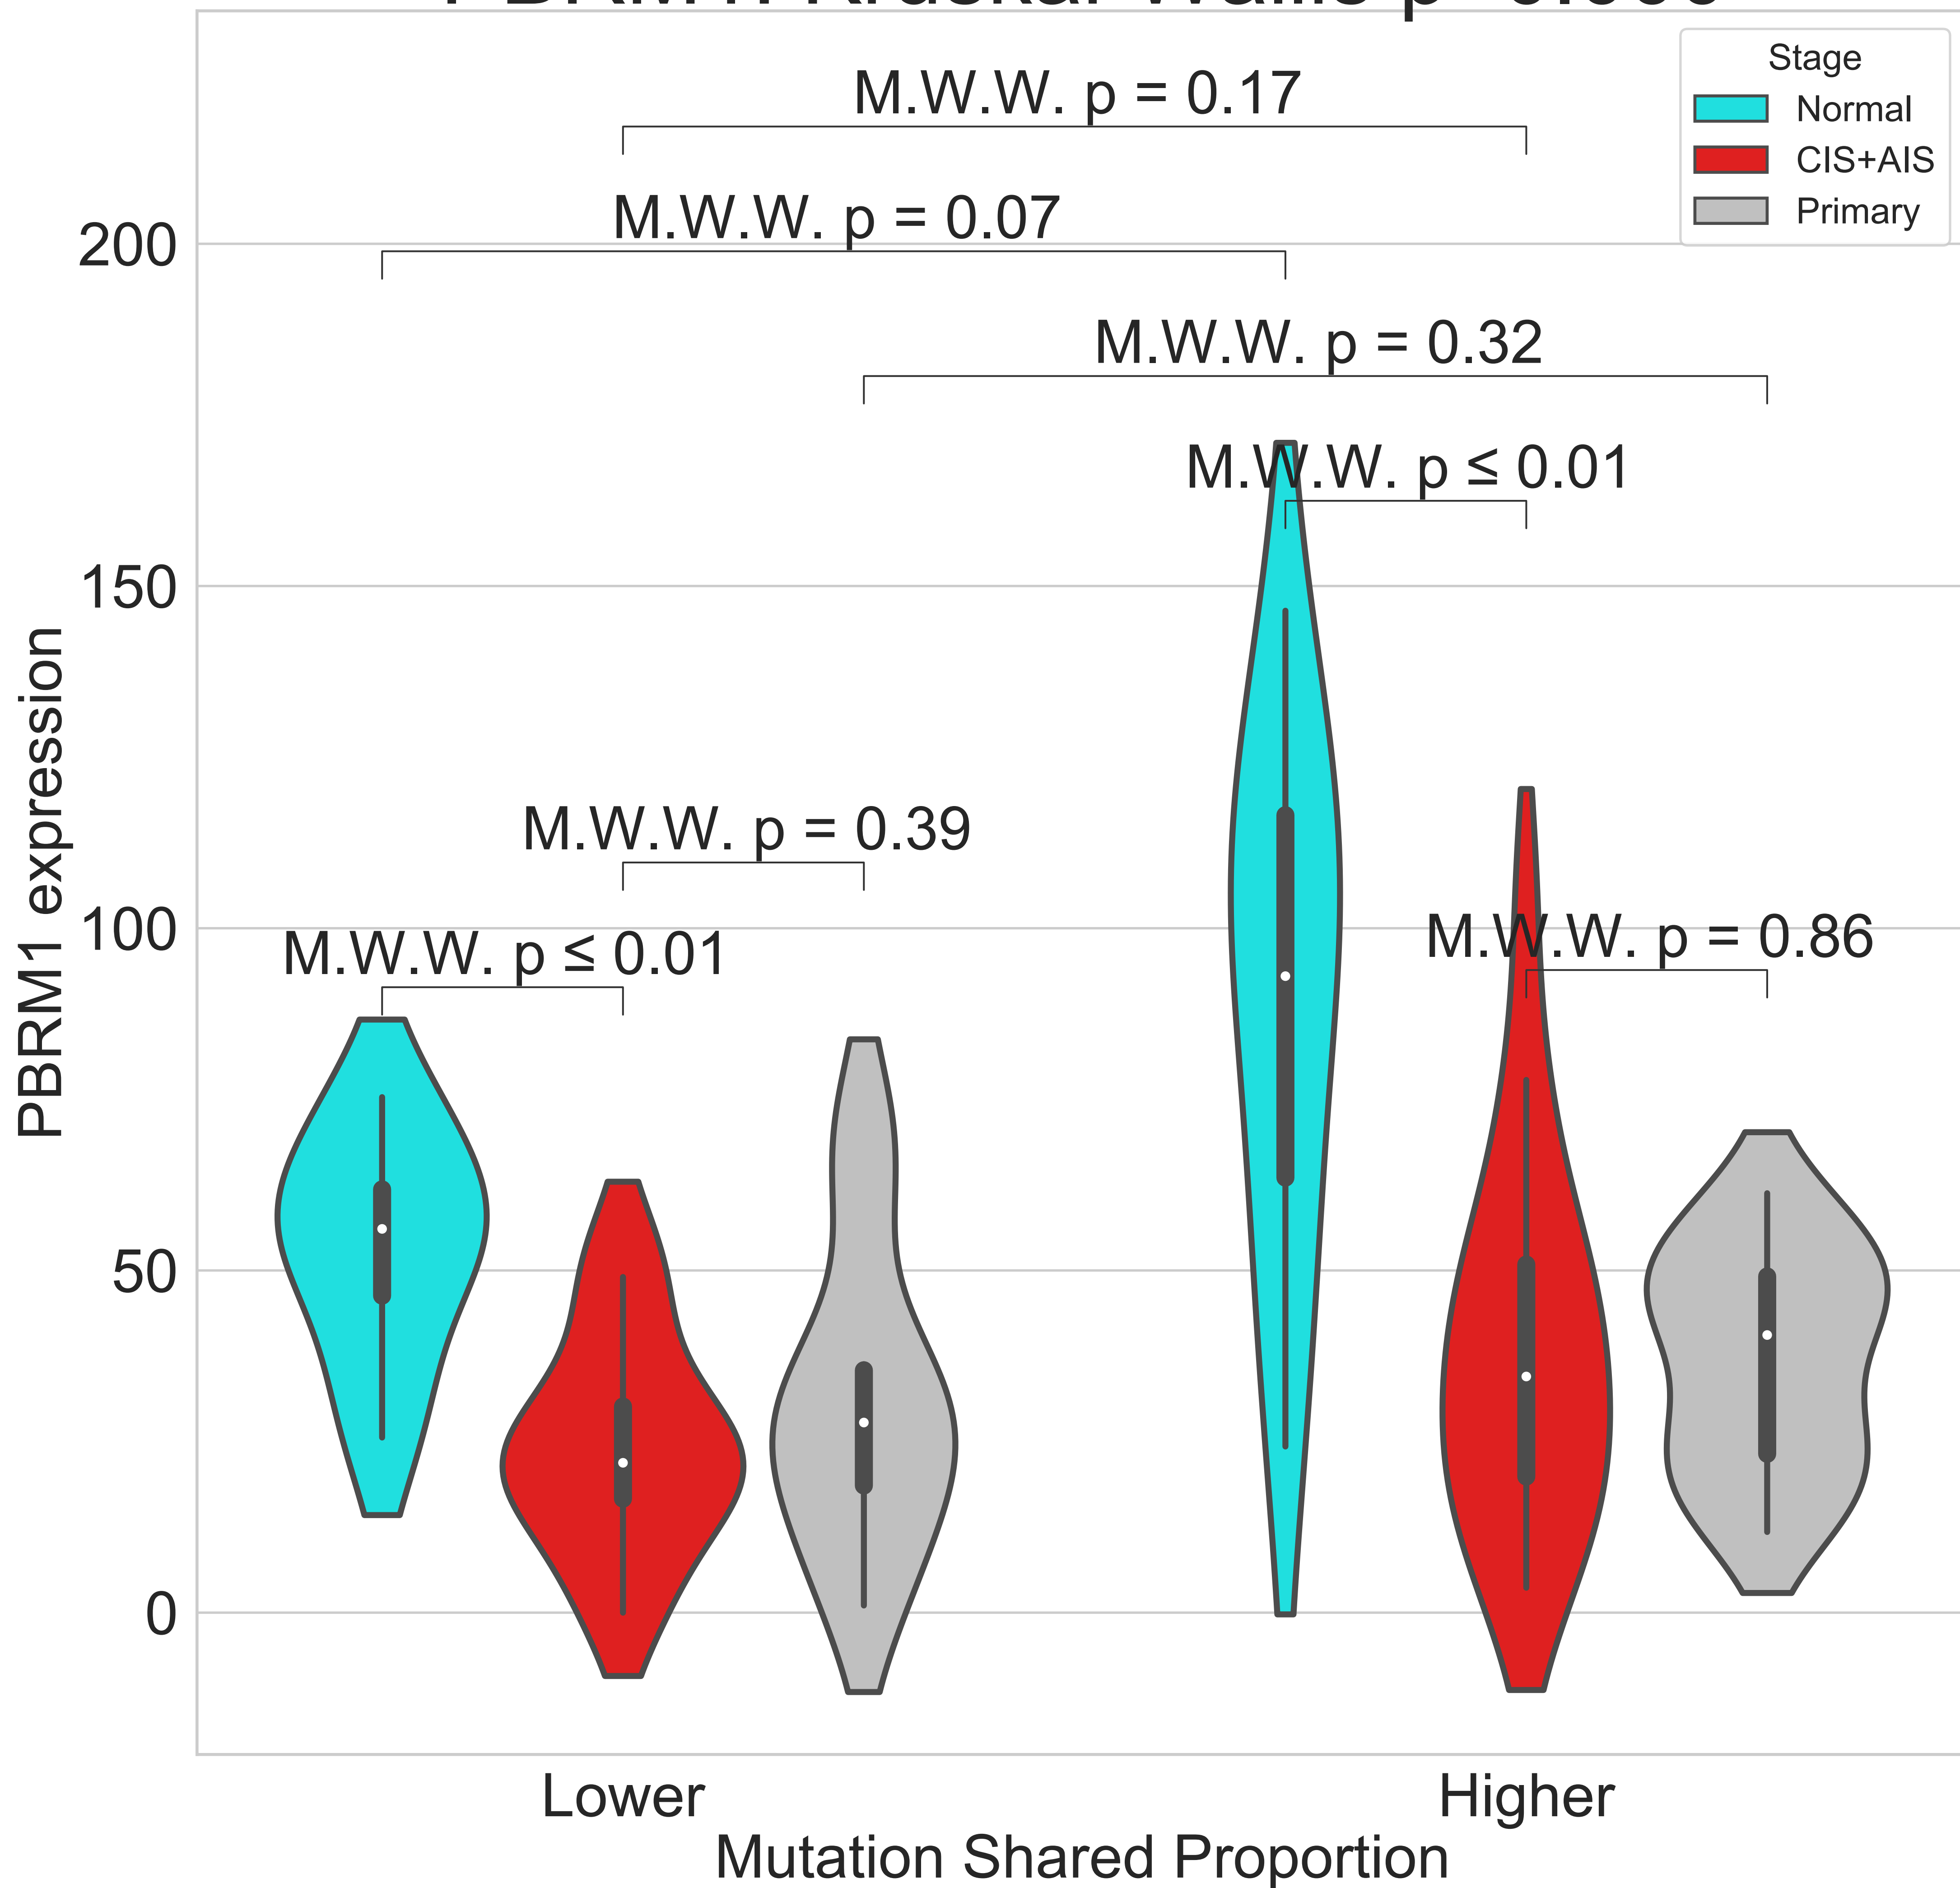 Stage
Normal
CIS+AIS
Primary
M.W.W. p = 0.17
M.W.W. p = 0.07
M.W.W. p = 0.32
M.W.W. p ≤ 0.01
M.W.W. p = 0.39
M.W.W. p ≤ 0.01
M.W.W. p = 0.86
200
150
100
50
0
PBRM1 expression
Lower
Higher
Mutation Shared Proportion